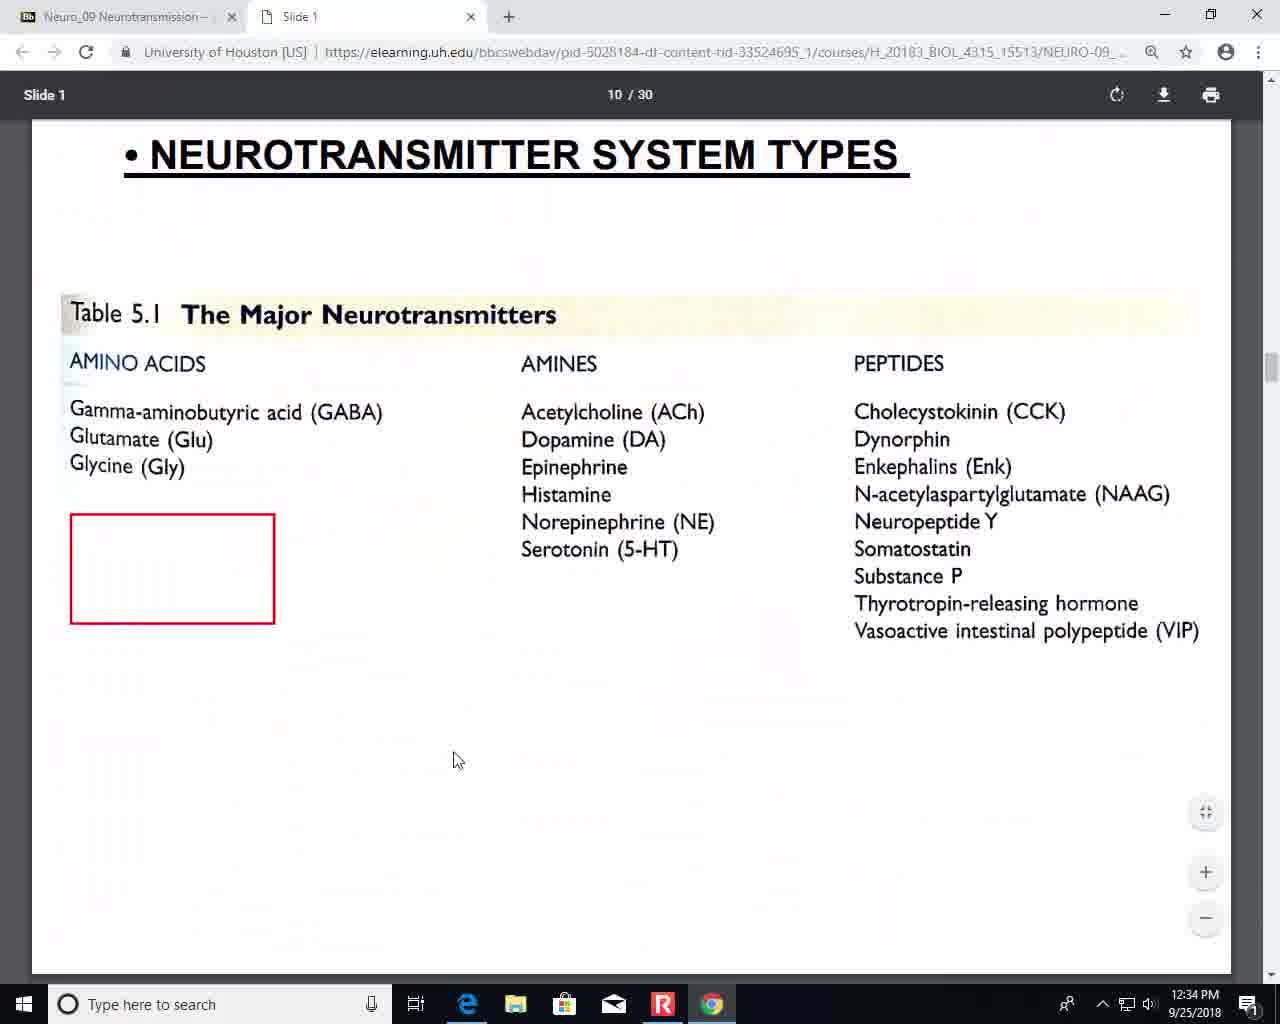 Neuro_09 Neurotransmission –
Slide 1
University of Houston [US] | https://elearning.uh.edu/bbcswebdav/pid-5028184-dt-content-rid-33524695_1/courses/H_20183_BIOL_4315_15513/NEURO-09_...
Slide 1
10 / 30
• NEUROTRANSMITTER SYSTEM TYPES
Table 5.1 The Major Neurotransmitters
AMINO ACIDS
Gamma-aminobutyric acid (GABA)
Glutamate (Glu)
Glycine (Gly)
AMINES
Acetylcholine (ACh)
Dopamine (DA)
Epinephrine
Histamine
Norepinephrine (NE)
Serotonin (5-HT)
PEPTIDES
Cholecystokinin (CCK)
Dynorphin
Enkephalins (Enk)
N-acetylaspartylglutamate (NAAG)
Neuropeptide Y
Somatostatin
Substance P
Thyrotropin-releasing hormone
Vasoactive intestinal polypeptide (VIP)
Type here to search
12:34 PM
9/25/2018